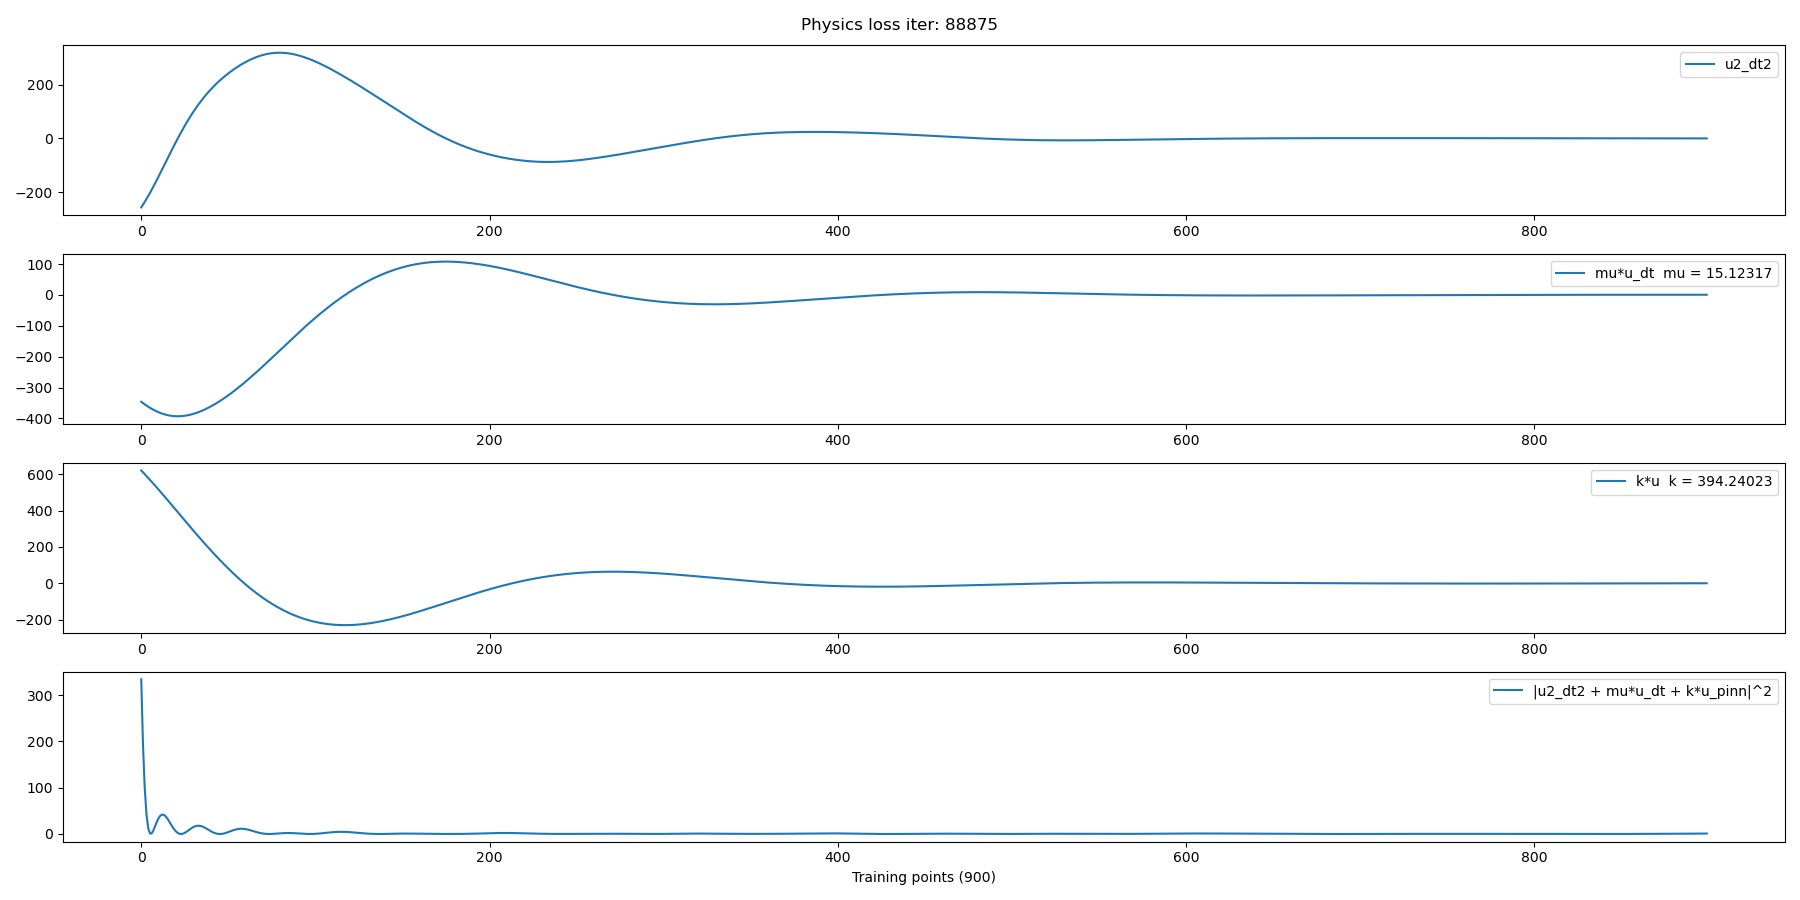 Physics loss iter: 88875
u2_dt2
200
0
−200
0 200 400 600 800
mu*u_dt  mu = 15.12317
100
0
−100
−200
−300
−400
0 200 400 600 800
k*u  k = 394.24023
600
400
200
0
−200
0 200 400 600 800
|u2_dt2 + mu*u_dt + k*u_pinn|^2
300
200
100
0
0 200 400 600 800
Training points (900)